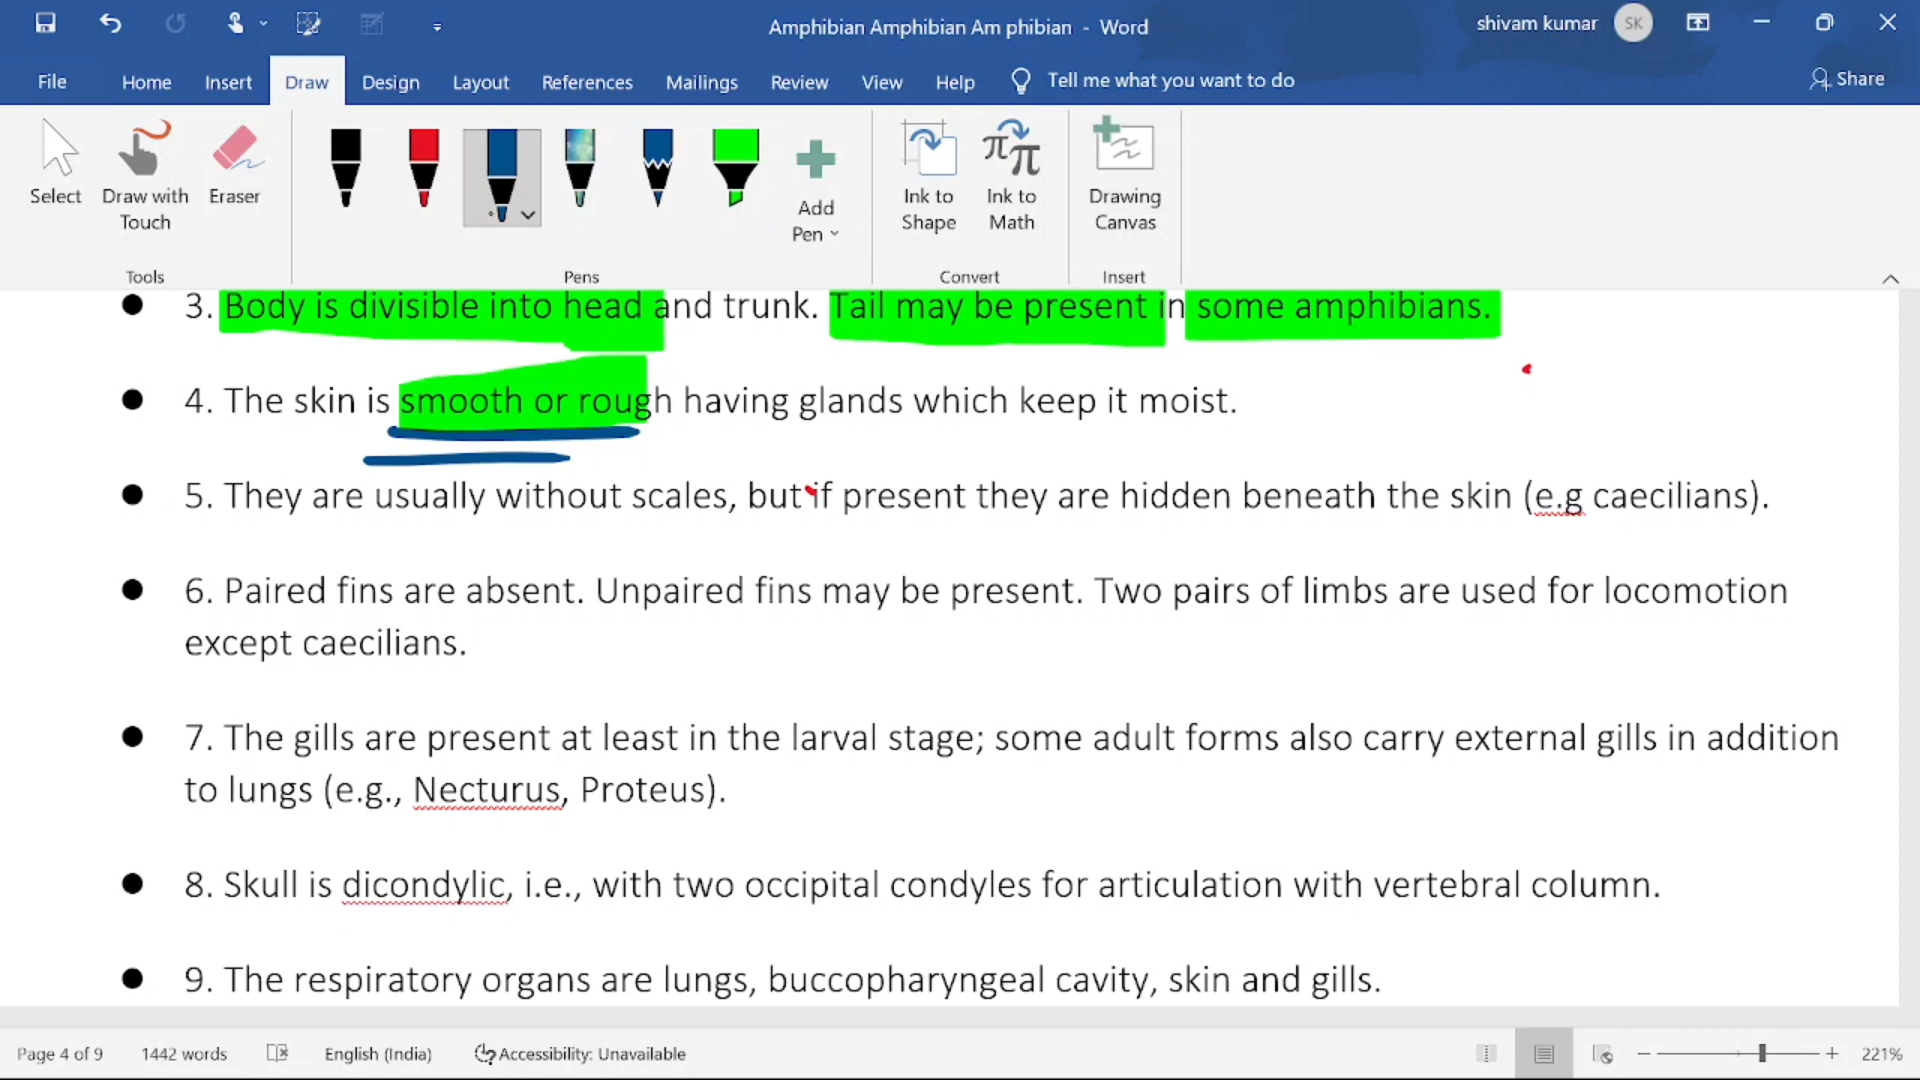 Amphibian Amphibian Am phibian - Word
shivam kumar SK
File Home Insert Draw Design Layout References Mailings Review View Help Tell me what you want to do Share
Select Draw with Touch Eraser
Add Pen
Ink to Shape Ink to Math
Drawing Canvas
Tools Pens Convert Insert
● 3. Body is divisible into head and trunk. Tail may be present in some amphibians.
● 4. The skin is smooth or rough having glands which keep it moist.
● 5. They are usually without scales, but if present they are hidden beneath the skin (e.g caecilians).
● 6. Paired fins are absent. Unpaired fins may be present. Two pairs of limbs are used for locomotion
except caecilians.
● 7. The gills are present at least in the larval stage; some adult forms also carry external gills in addition
to lungs (e.g., Necturus, Proteus).
● 8. Skull is dicondylic, i.e., with two occipital condyles for articulation with vertebral column.
● 9. The respiratory organs are lungs, buccopharyngeal cavity, skin and gills.
Page 4 of 9 1442 words English (India) Accessibility: Unavailable 221%